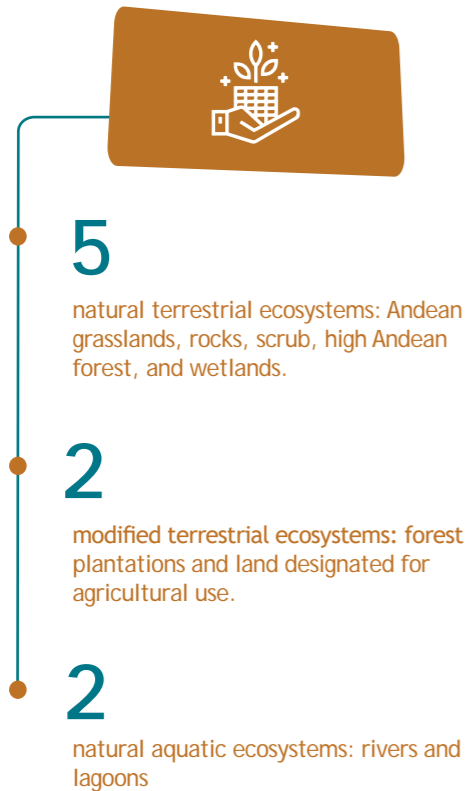 5
natural terrestrial ecosystems: Andean
grasslands, rocks, scrub, high Andean
forest, and wetlands.
2
modified terrestrial ecosystems: forest
plantations and land designated for
agricultural use.
2
natural aquatic ecosystems: rivers and
lagoons